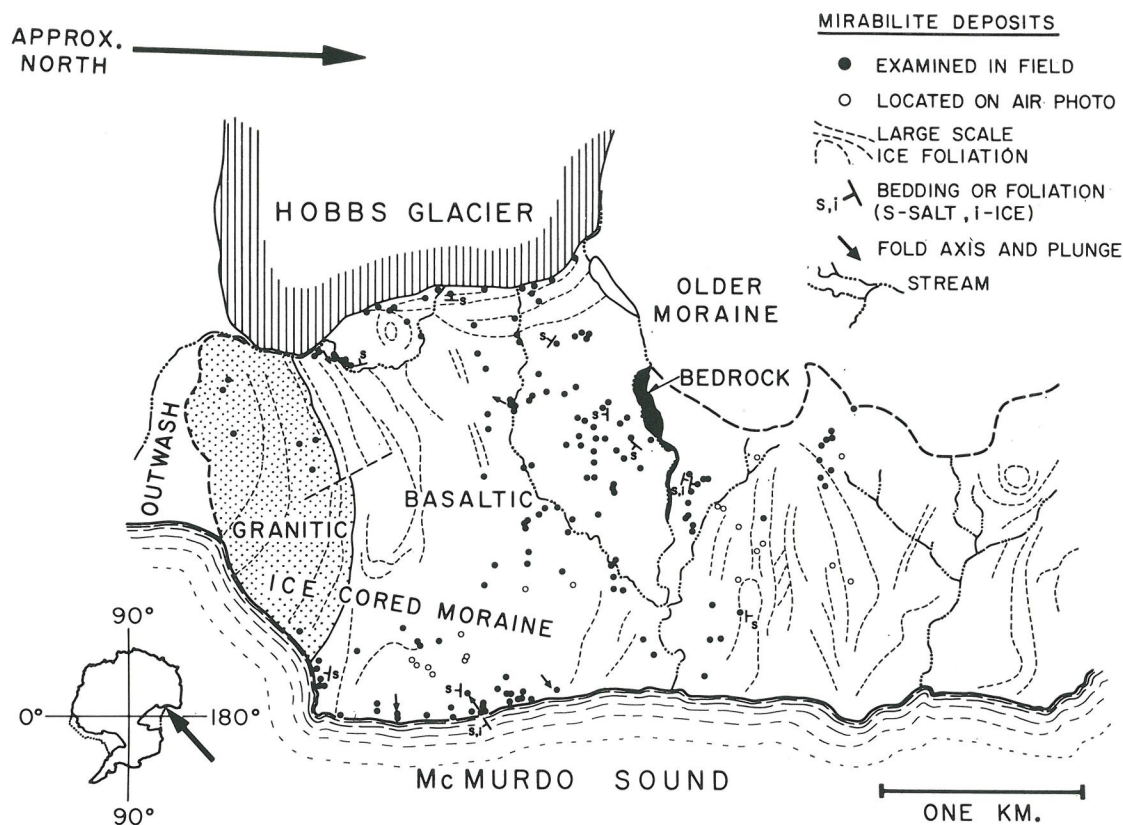 APPROX.
NORTH
MIRABILITE DEPOSITS
EXAMINED IN FIELD
LOCATED ON AIR PHOTO
LARGE SCALE
ICE FOLIATION
s,i
BEDDING OR FOLIATION
(S-SALT, i-ICE)
FOLD AXIS AND PLUNGE
STREAM
HOBBS GLACIER
OLDER
MORAINE
BEDROCK
OUTWASH
GRANITIC
BASALTIC
ICE CORED MORAINE
s
s
s
s
s
s,i
s
s
s
s,i
90°
0°
180°
90°
McMURDO SOUND
ONE KM.